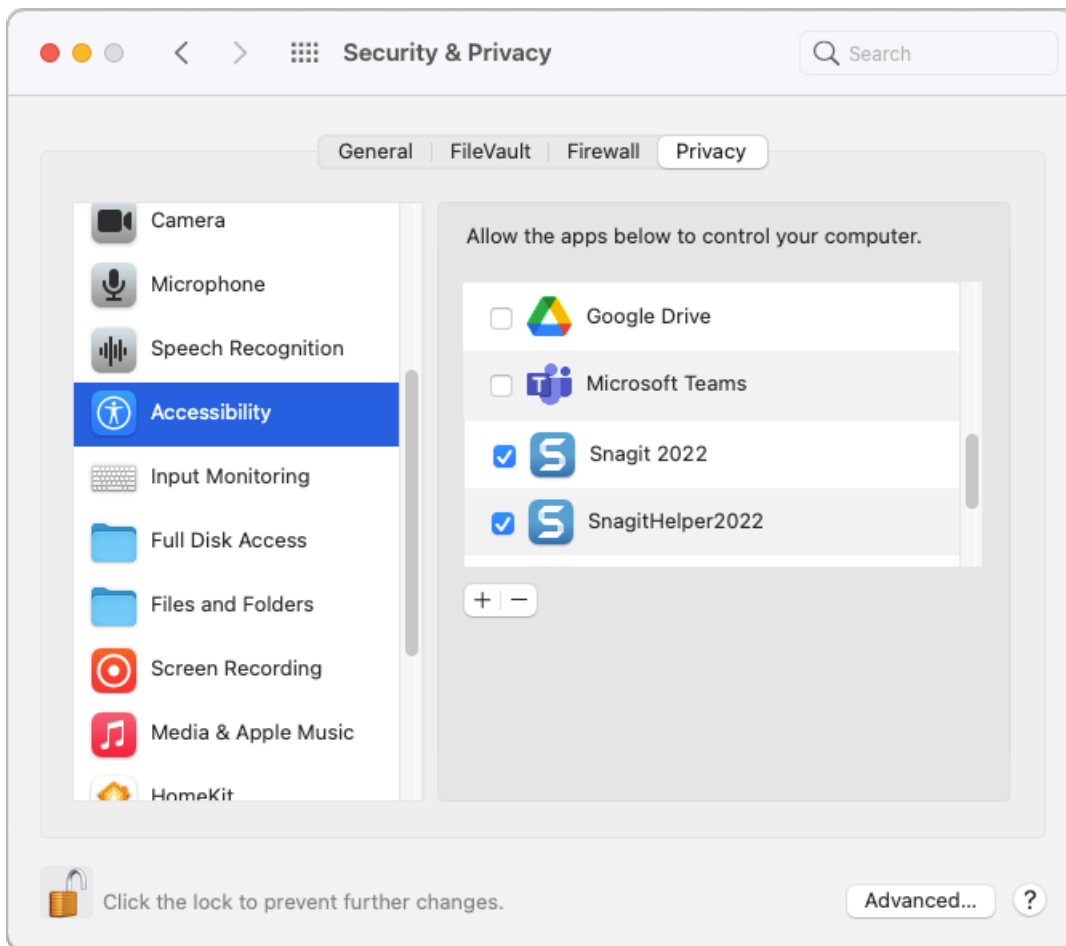 Security & Privacy
Search
General
FileVault
Firewall
Privacy
Camera
Microphone
Speech Recognition
Accessibility
Input Monitoring
Full Disk Access
Files and Folders
Screen Recording
Media & Apple Music
HomeKit
Allow the apps below to control your computer.
Google Drive
T
Microsoft Teams
S
Snagit 2022
S
SnagitHelper2022
+ −
Click the lock to prevent further changes.
Advanced...
?